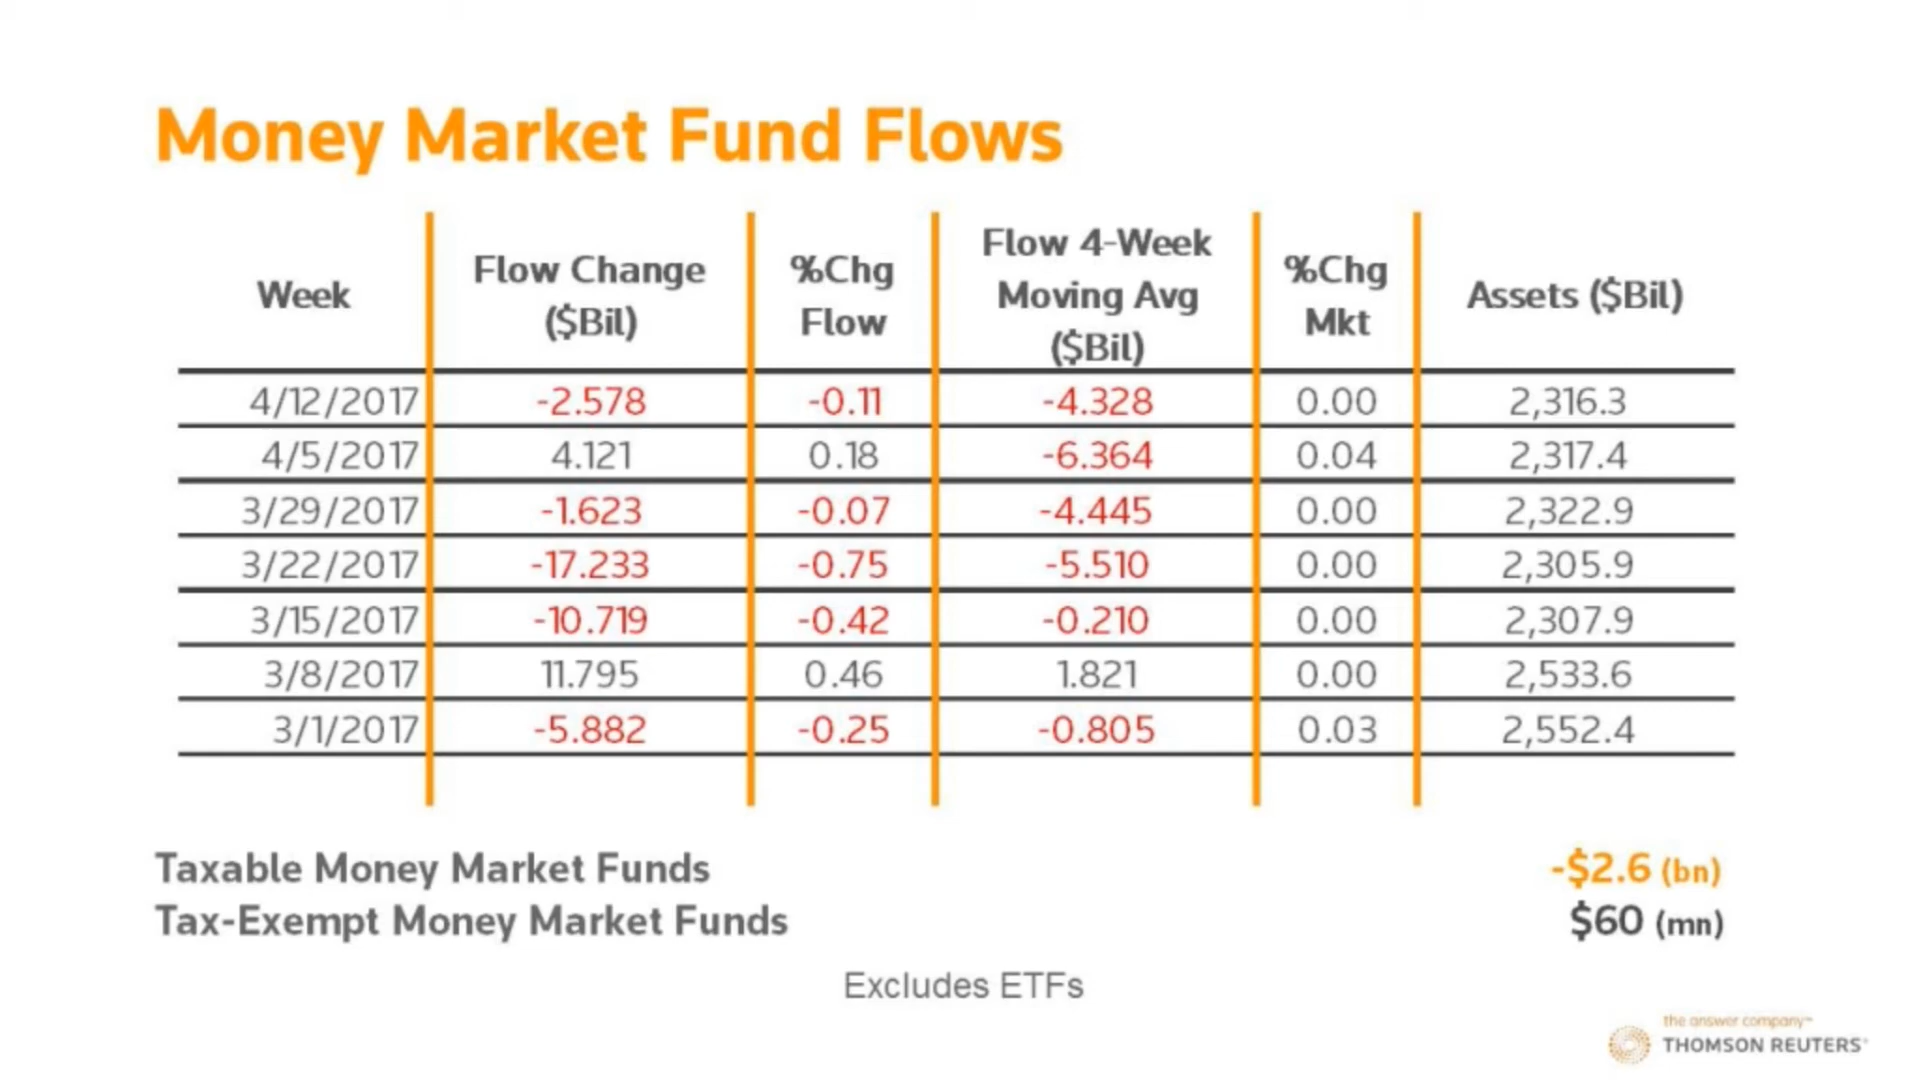 Money Market Fund Flows
Week | Flow Change ($Bil) | %Chg Flow | Flow 4-Week Moving Avg ($Bil) | %Chg Mkt | Assets ($Bil)
4/12/2017 | -2.578 | -0.11 | -4.328 | 0.00 | 2,316.3
4/5/2017 | 4.121 | 0.18 | -6.364 | 0.04 | 2,317.4
3/29/2017 | -1.623 | -0.07 | -4.445 | 0.00 | 2,322.9
3/22/2017 | -17.233 | -0.75 | -5.510 | 0.00 | 2,305.9
3/15/2017 | -10.719 | -0.42 | -0.210 | 0.00 | 2,307.9
3/8/2017 | 11.795 | 0.46 | 1.821 | 0.00 | 2,533.6
3/1/2017 | -5.882 | -0.25 | -0.805 | 0.03 | 2,552.4
Taxable Money Market Funds -$2.6 (bn)
Tax-Exempt Money Market Funds $60 (mn)
Excludes ETFs
the answer company™
THOMSON REUTERS®